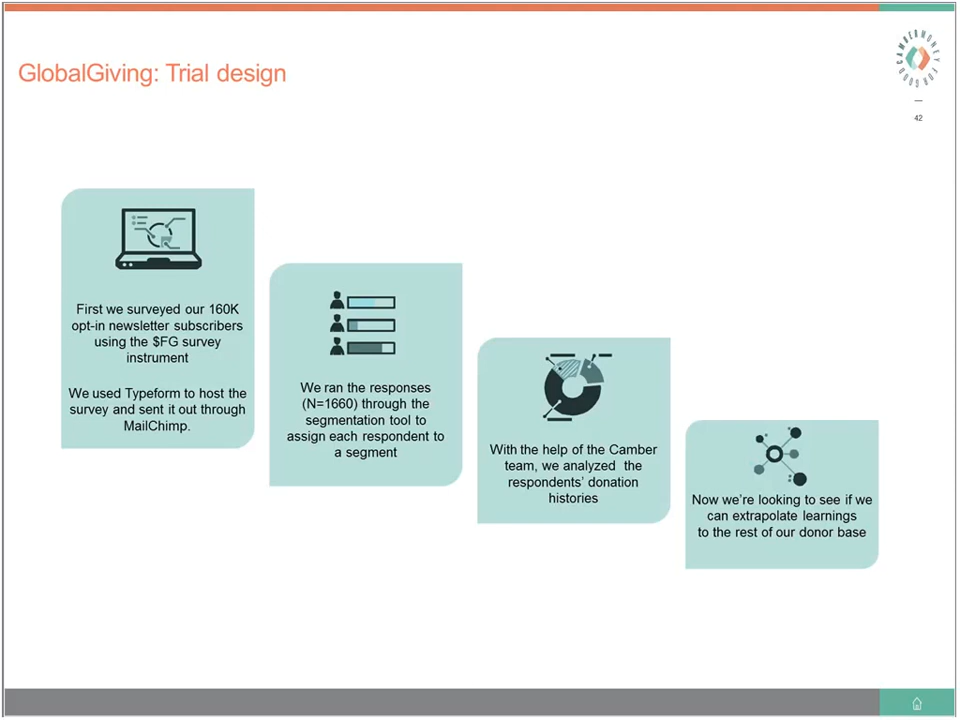 GlobalGiving: Trial design
CAMBER MONEY FOR GOOD
42
First we surveyed our 160K
opt-in newsletter subscribers
using the $FG survey
instrument
We used Typeform to host the
survey and sent it out through
MailChimp.
We ran the responses
(N=1660) through the
segmentation tool to
assign each respondent to
a segment
With the help of the Camber
team, we analyzed the
respondents’ donation
histories
Now we’re looking to see if we
can extrapolate learnings
to the rest of our donor base